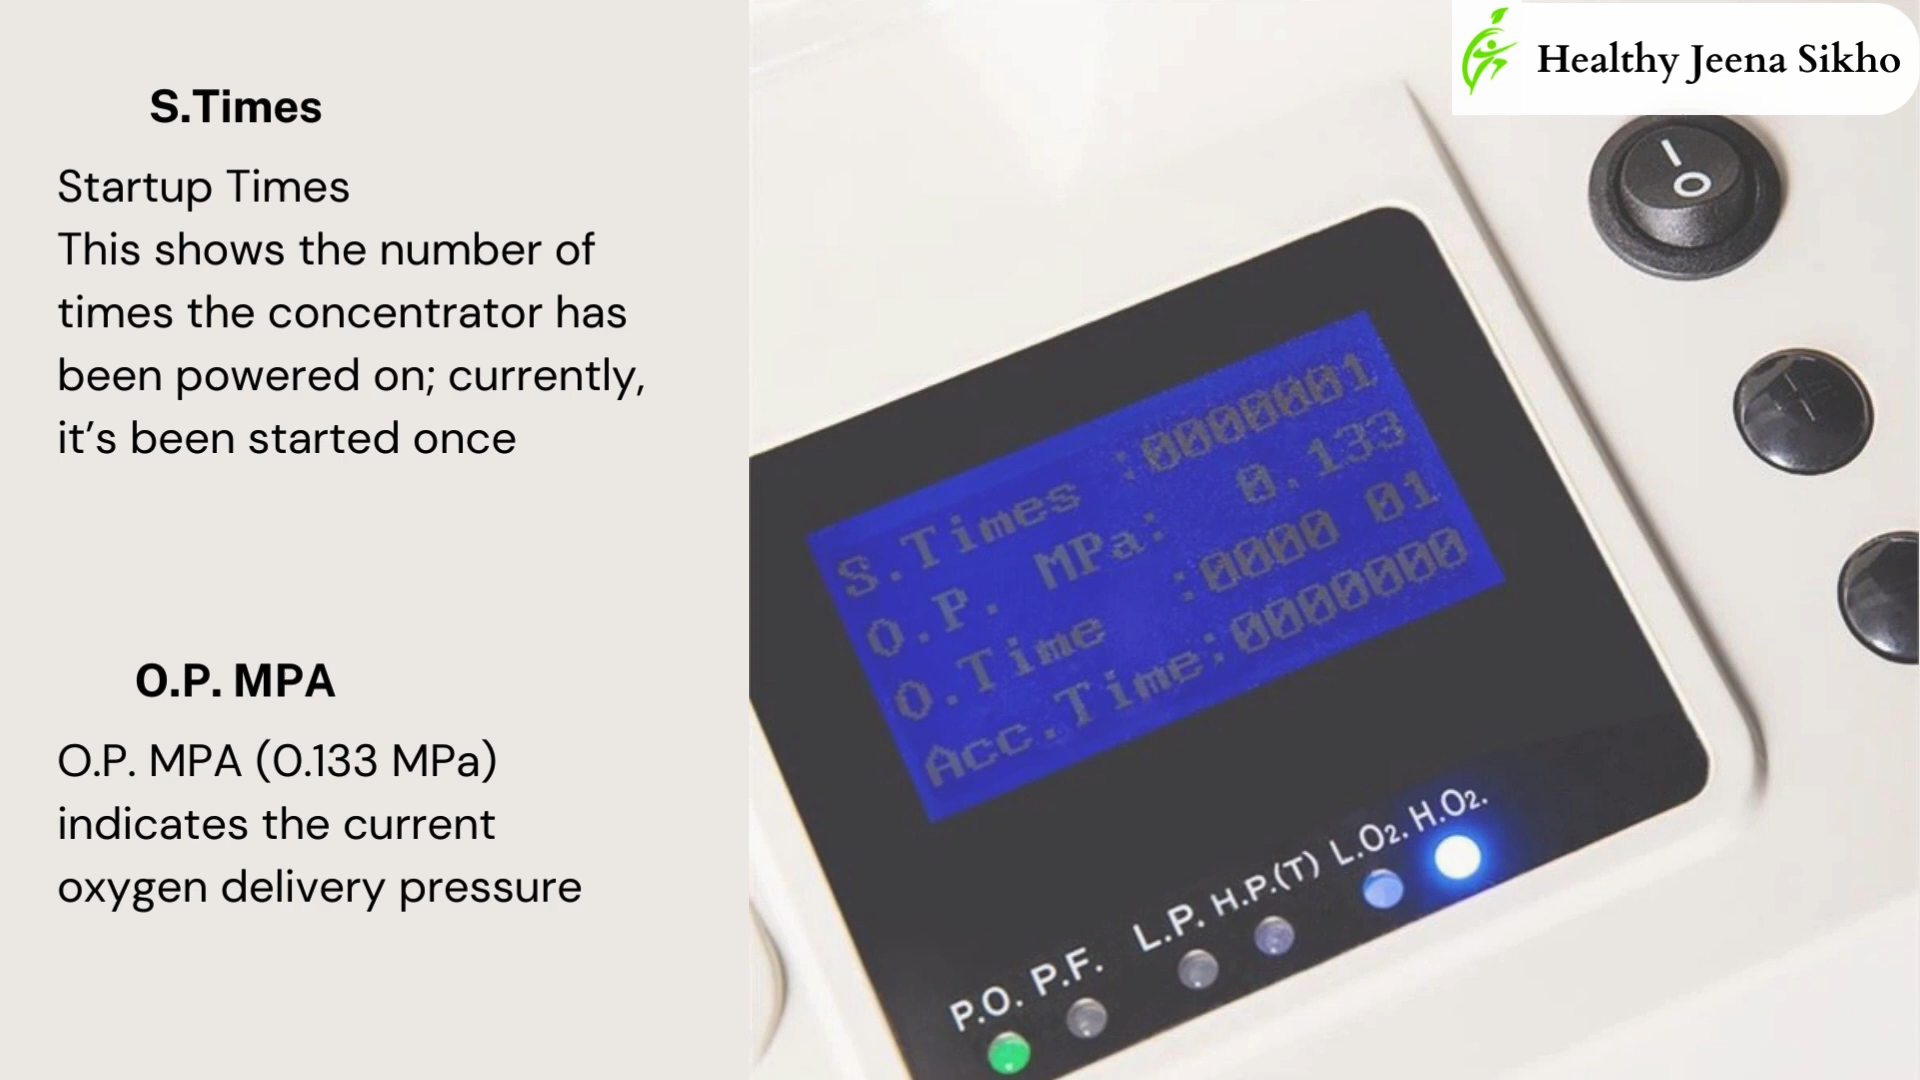 S.Times
Startup Times
This shows the number of
times the concentrator has
been powered on; currently,
it’s been started once
O.P. MPA
O.P. MPA (0.133 MPa)
indicates the current
oxygen delivery pressure
Healthy Jeena Sikho
S.Times :0000001
O.P. MPa: 0.133
O.Time :0000 01
Acc.Time:0000000
P.O. P.F. L.P. H.P.(T) L.O₂. H.O₂.